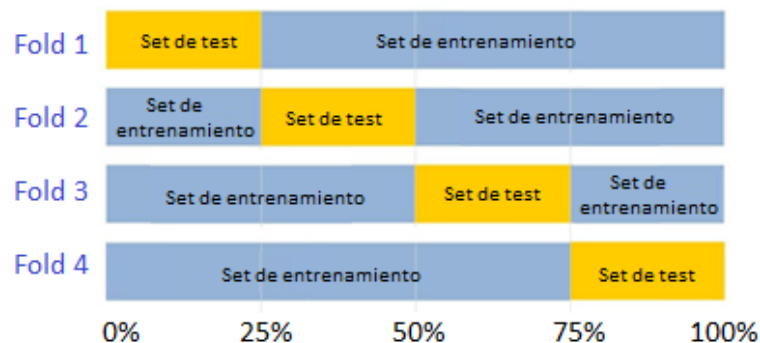 Fold 1
Set de test
Set de entrenamiento
Fold 2
Set de
entrenamiento
Set de test
Set de entrenamiento
Fold 3
Set de entrenamiento
Set de test
Set de
entrenamiento
Fold 4
Set de entrenamiento
Set de test
0% 25% 50% 75% 100%